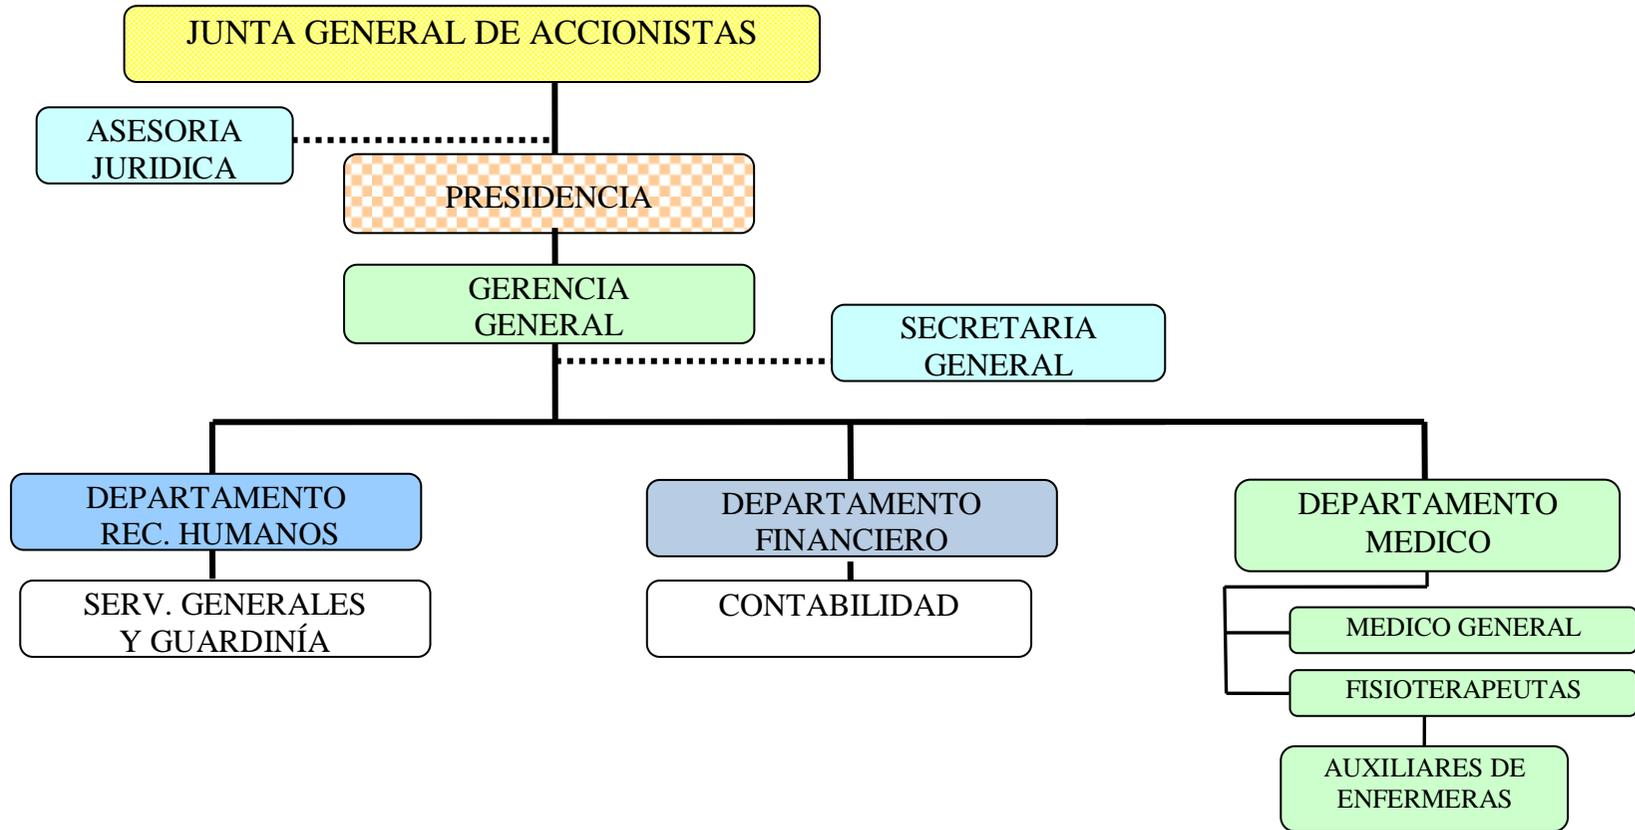 JUNTA GENERAL DE ACCIONISTAS
ASESORIA
JURIDICA
PRESIDENCIA
GERENCIA
GENERAL
SECRETARIA
GENERAL
DEPARTAMENTO
REC. HUMANOS
DEPARTAMENTO
FINANCIERO
DEPARTAMENTO
MEDICO
SERV. GENERALES
Y GUARDINÍA
CONTABILIDAD
MEDICO GENERAL
FISIOTERAPEUTAS
AUXILIARES DE
ENFERMERAS